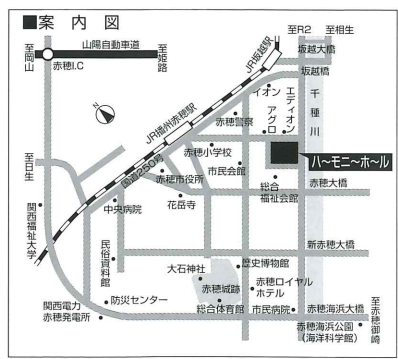 ■案内図
至岡山
山陽自動車道
至姫路
赤穂I.C
至R2
至相生
坂越大橋
JR坂越駅
坂越橋
N
イオン
アグロ
エディオン
千種川
JR播州赤穂駅
赤穂警察
赤穂小学校
市民会館
ハ〜モニ〜ホ〜ル
至日生
国道250号
赤穂市役所
総合
福祉会館
赤穂大橋
花岳寺
中央病院
関西福祉大学
新赤穂大橋
民俗資料館
歴史博物館
大石神社
赤穂城跡
赤穂ロイヤル
ホテル
防災センター
総合体育館
市民病院
赤穂海浜大橋
関西電力
赤穂発電所
赤穂海浜公園
(海洋科学館)
至赤穂御崎